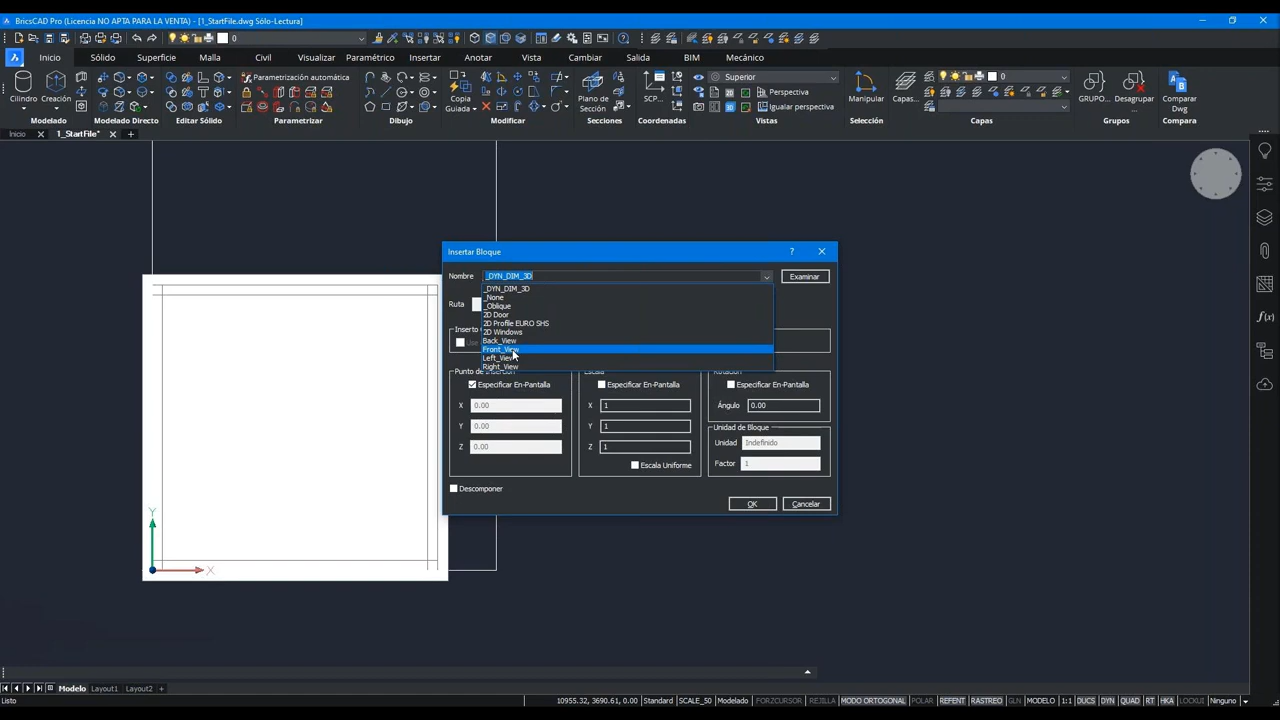 BricsCAD Pro (Licencia NO APTA PARA LA VENTA) - [1_StartFile.dwg Sólo-Lectura]
0
Inicio Sólido Superficie Malla Civil Visualizar Paramétrico Insertar Anotar Vista Cambiar Salida BIM Mecánico
Cilindro Creación Parametrización automática Copia Guiada Plano de Sección SCP... Superior Perspectiva Igualar perspectiva Manipular Capas... 0 GRUPO... Desagrupar... Comparar Dwg
Modelado Modelado Directo Editar Sólido Parametrizar Dibujo Modificar Secciones Coordenadas Vistas Selección Capas Grupos Compara
Inicio 1_StartFile*
Insertar Bloque
Nombre _DYN_DIM_3D Examinar
_DYN_DIM_3D
_None
_Oblique
2D Door
2D Profile EURO SHS
2D Windows
Back_View
Front_View
Left_View
Right_View
Ruta
Punto de Inserción Escala Rotación
Especificar En-Pantalla Especificar En-Pantalla Especificar En-Pantalla
X 0.00 X 1 Ángulo 0.00
Y 0.00 Y 1 Unidad de Bloque
Unidad Indefinido
Z 0.00 Z 1
Factor 1
Escala Uniforme
Descomponer
OK Cancelar
Y
X
Modelo Layout1 Layout2
Listo 10955.32, 3690.61, 0.00 Standard SCALE_50 Modelado FORZCURSOR REJILLA MODO ORTOGONAL POLAR REFENT RASTREO GLN MODELO 1:1 DUCS DYN QUAD RT HKA LOCKUI Ninguno